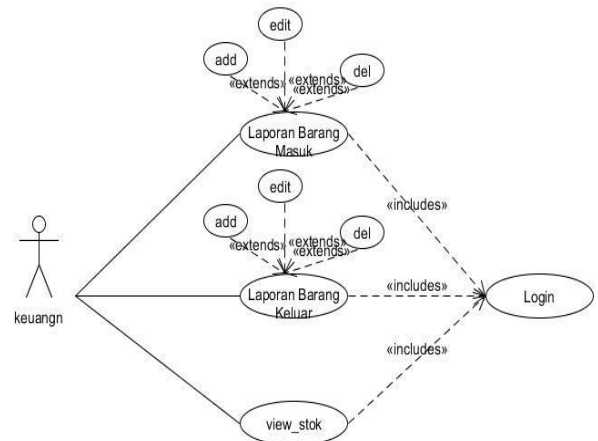 edit
add
del
«extends»
«extends»
«extends»
Laporan Barang
Masuk
edit
«includes»
add
del
«extends»
«extends»
«extends»
Laporan Barang
Keluar
«includes»
Login
keuangn
«includes»
view_stok